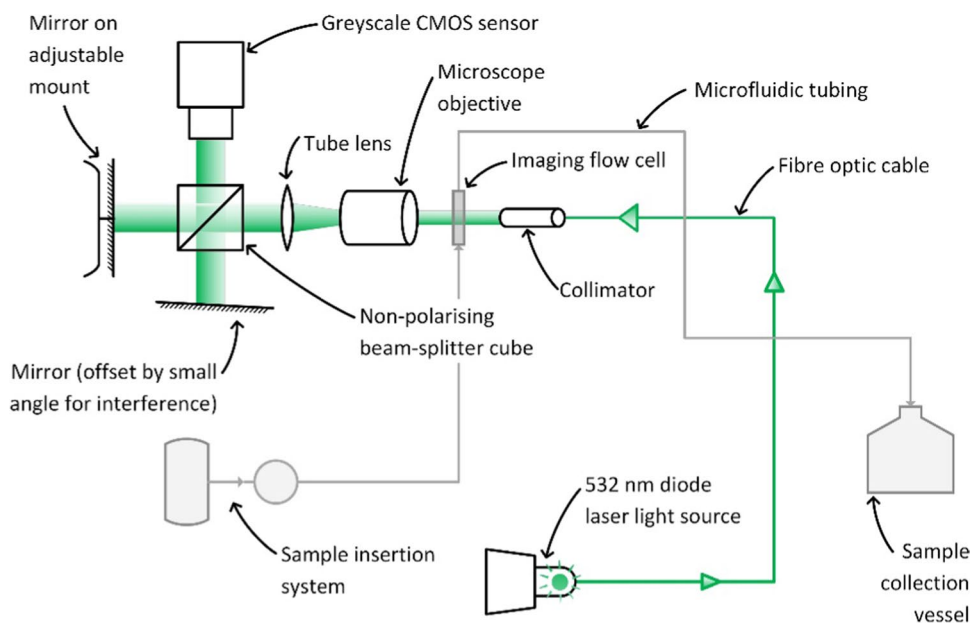 Mirror on
adjustable
mount
Greyscale CMOS sensor
Microscope
objective
Microfluidic tubing
Tube lens
Imaging flow cell
Fibre optic cable
Collimator
Non-polarising
beam-splitter cube
Mirror (offset by small
angle for interference)
532 nm diode
laser light source
Sample insertion
system
Sample
collection
vessel